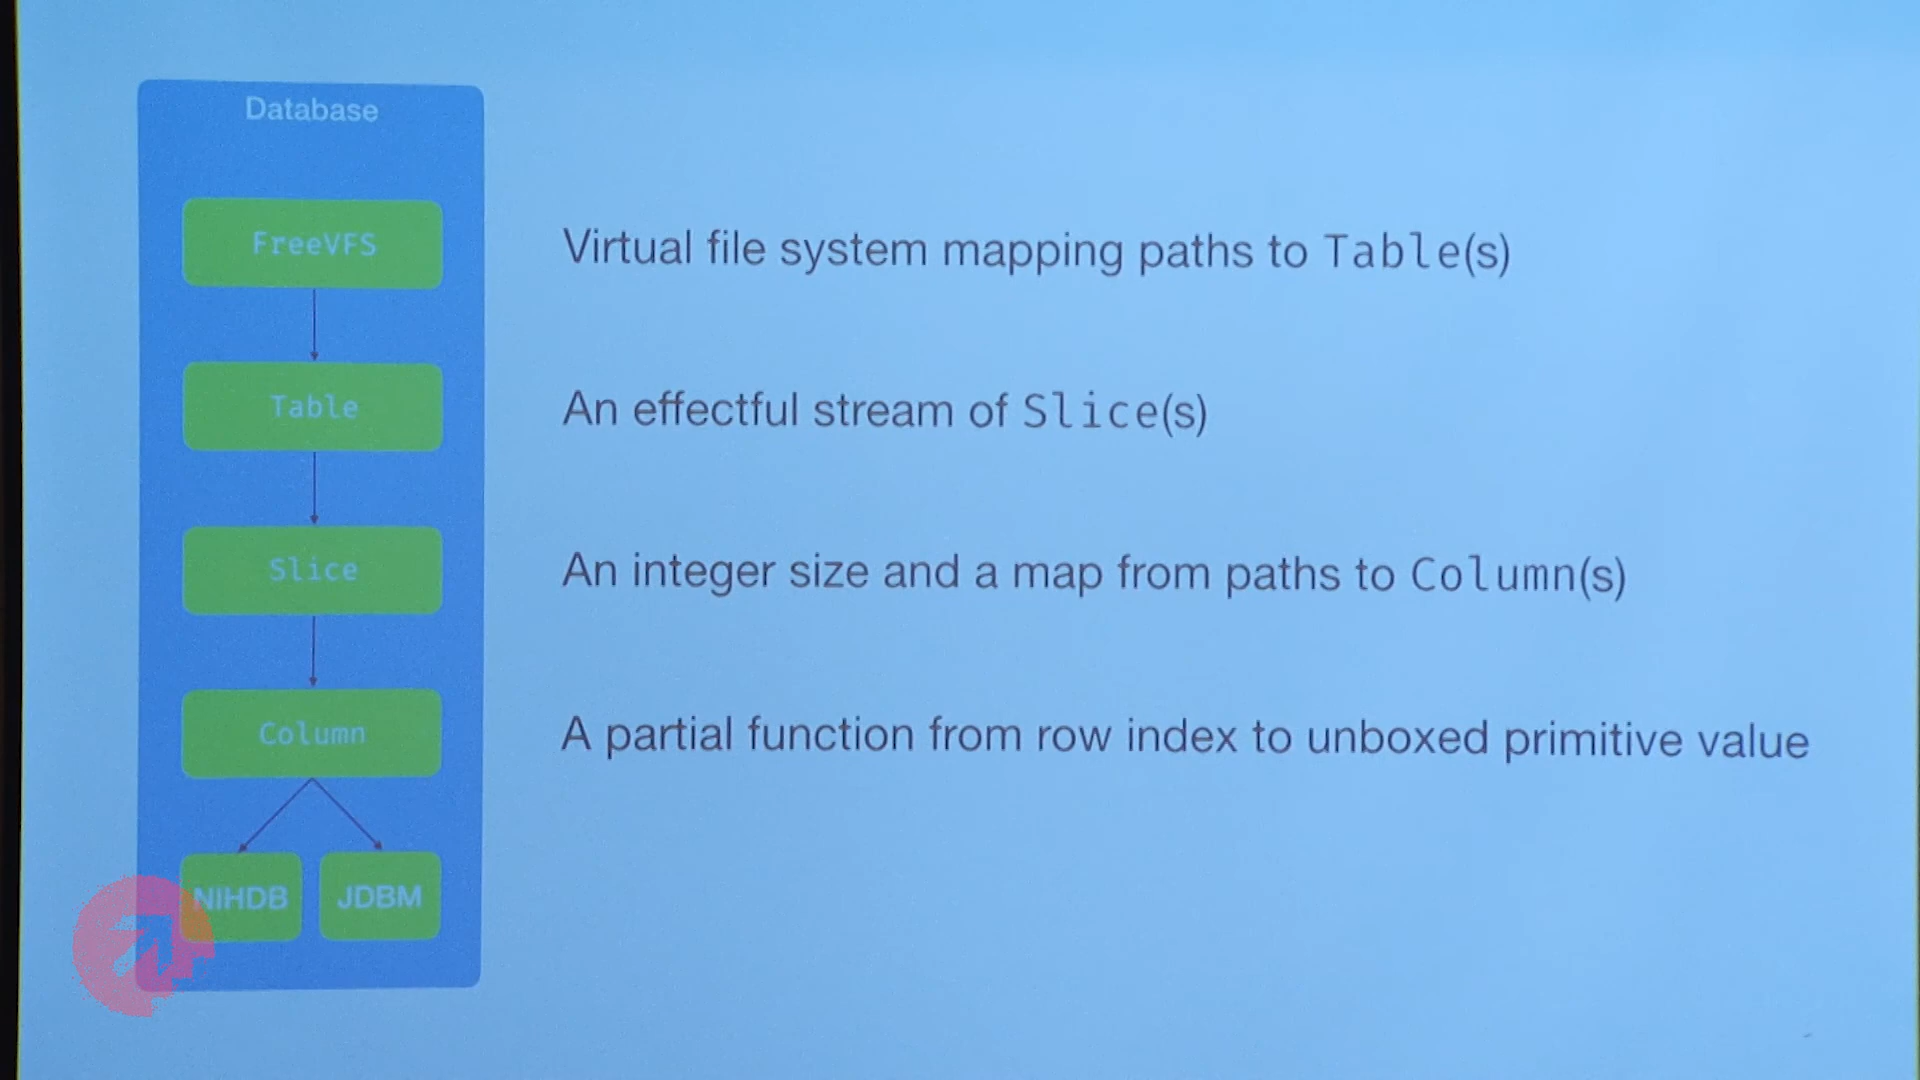 Database
FreeVFS
Virtual file system mapping paths to Table(s)
Table
An effectful stream of Slice(s)
Slice
An integer size and a map from paths to Column(s)
Column
A partial function from row index to unboxed primitive value
NIHDB
JDBM